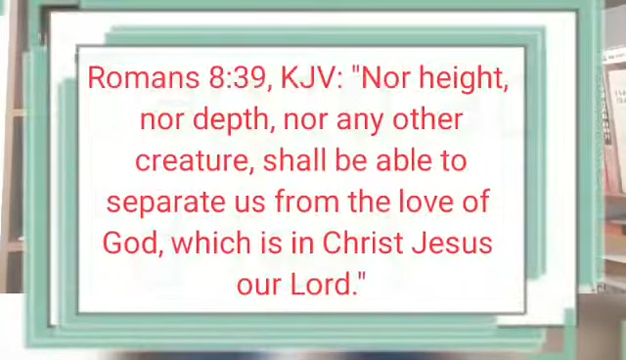 Romans 8:39, KJV: "Nor height,
nor depth, nor any other
creature, shall be able to
separate us from the love of
God, which is in Christ Jesus
our Lord."